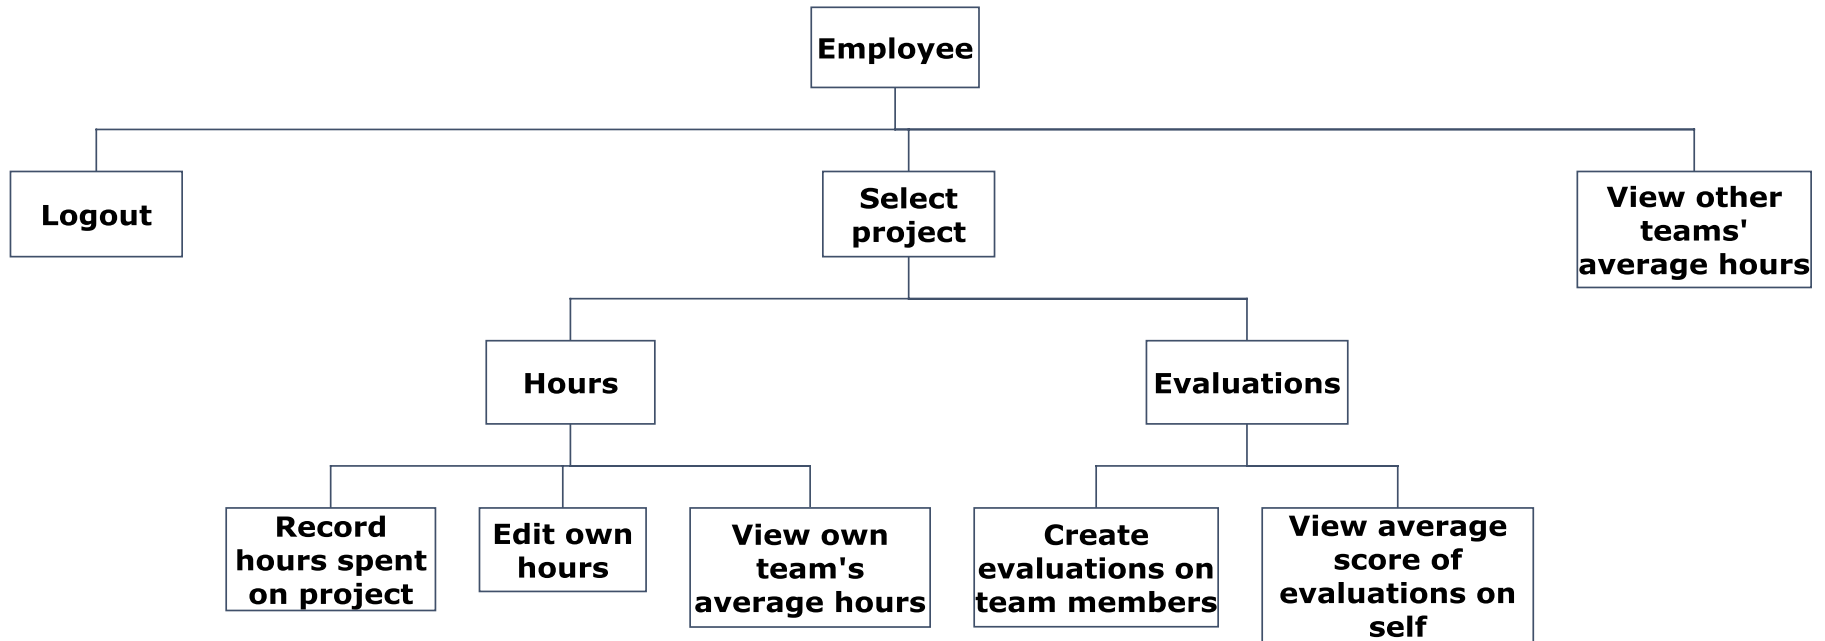 Employee
Logout
Select
project
View other
teams'
average hours
Hours
Evaluations
Record
hours spent
on project
Edit own
hours
View own
team's
average hours
Create
evaluations on
team members
View average
score of
evaluations on
self